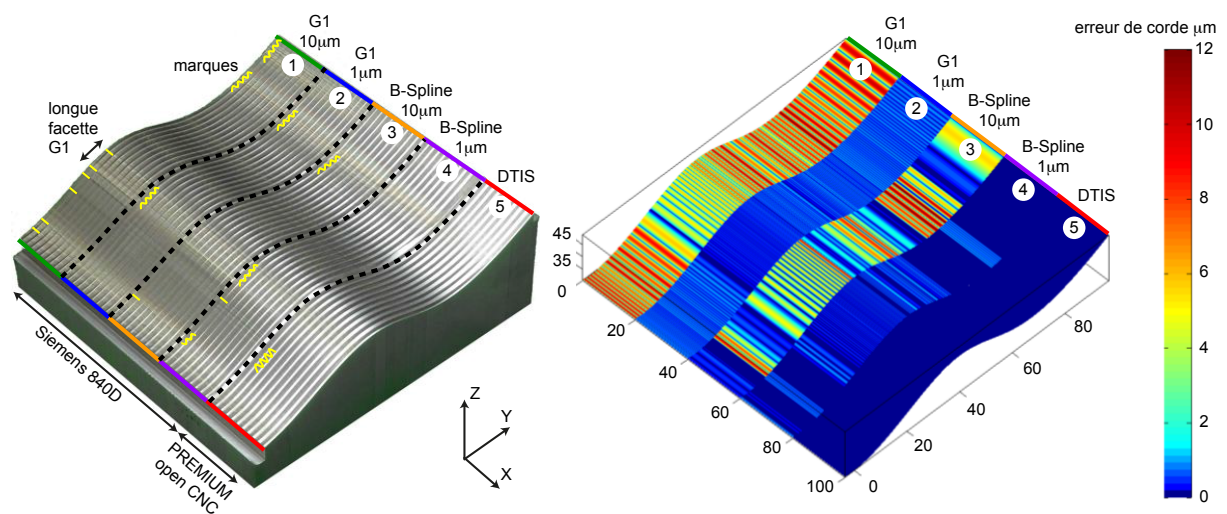 G1
10µm
G1
1µm
B-Spline
10µm
B-Spline
1µm
DTIS
marques
longue
facette
G1
1
2
3
4
5
Siemens 840D
PREMIUM
open CNC
Z
Y
X
G1
10µm
G1
1µm
B-Spline
10µm
B-Spline
1µm
DTIS
1
2
3
4
5
45
35
0
20
40
60
80
100
0
20
40
60
80
erreur de corde µm
12
10
8
6
4
2
0